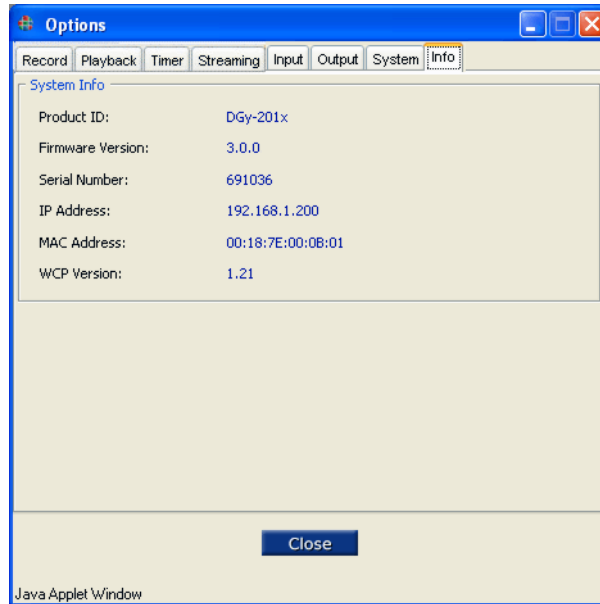 Options
Record Playback Timer Streaming Input Output System Info
System Info
Product ID: DGy-201x
Firmware Version: 3.0.0
Serial Number: 691036
IP Address: 192.168.1.200
MAC Address: 00:18:7E:00:0B:01
WCP Version: 1.21
Close
Java Applet Window